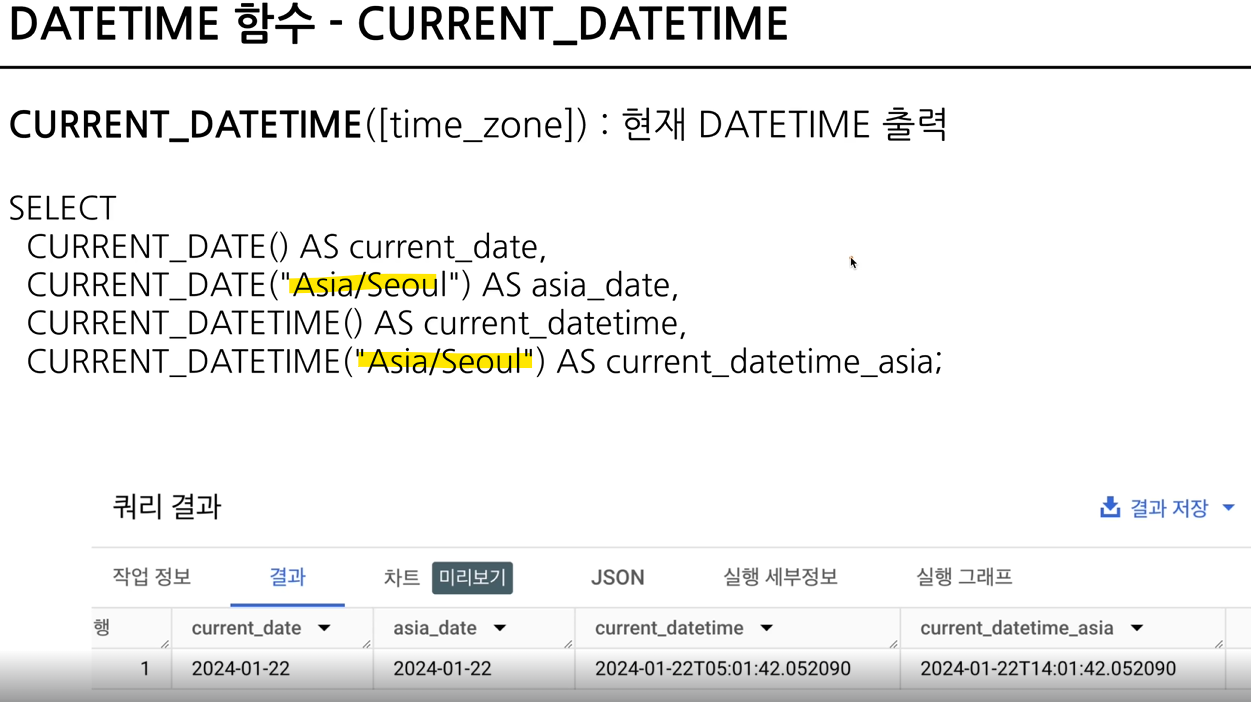 DATETIME 함수 - CURRENT_DATETIME
CURRENT_DATETIME([time_zone]) : 현재 DATETIME 출력
SELECT
CURRENT_DATE() AS current_date,
CURRENT_DATE("Asia/Seoul") AS asia_date,
CURRENT_DATETIME() AS current_datetime,
CURRENT_DATETIME("Asia/Seoul") AS current_datetime_asia;
쿼리 결과
결과 저장
작업 정보 결과 차트 미리보기 JSON 실행 세부정보 실행 그래프
행 current_date asia_date current_datetime current_datetime_asia
1 2024-01-22 2024-01-22 2024-01-22T05:01:42.052090 2024-01-22T14:01:42.052090